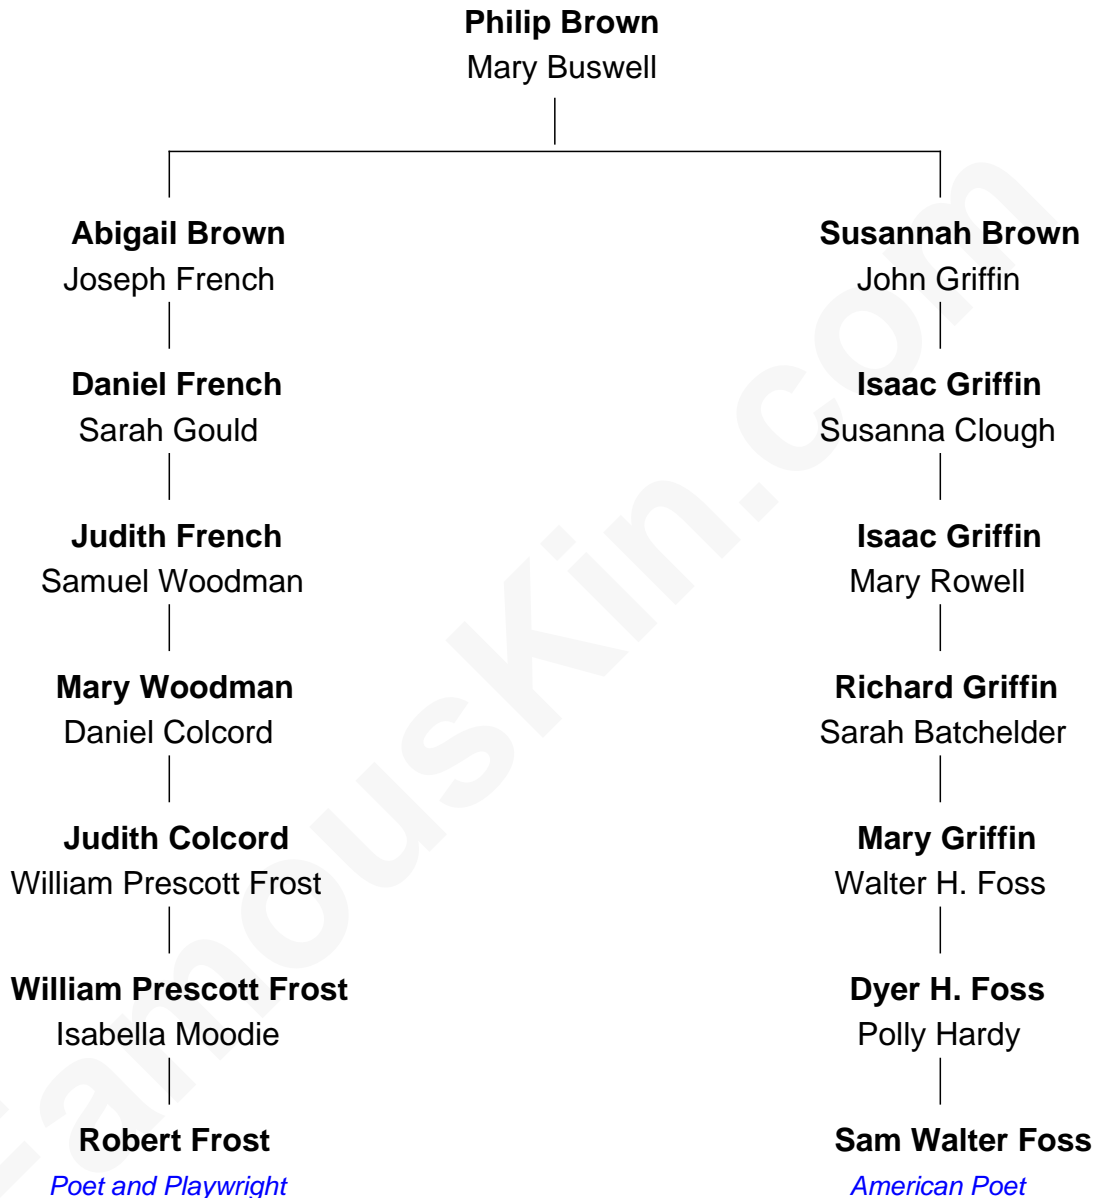 Philip Brown
Mary Buswell
Abigail Brown
Joseph French
Susannah Brown
John Griffin
Daniel French
Sarah Gould
Isaac Griffin
Susanna Clough
Judith French
Samuel Woodman
Isaac Griffin
Mary Rowell
Mary Woodman
Daniel Colcord
Richard Griffin
Sarah Batchelder
Judith Colcord
William Prescott Frost
Mary Griffin
Walter H. Foss
William Prescott Frost
Isabella Moodie
Dyer H. Foss
Polly Hardy
Robert Frost
Poet and Playwright
Sam Walter Foss
American Poet
FamousKin.com